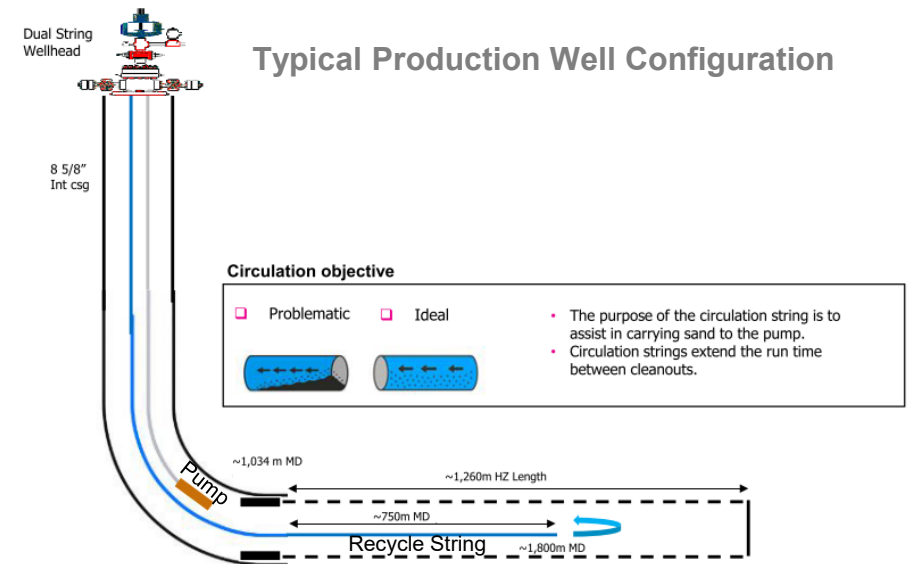 Dual String
Wellhead
Typical Production Well Configuration
8 5/8"
Int csg
Circulation objective
Problematic
Ideal
• The purpose of the circulation string is to
assist in carrying sand to the pump.
• Circulation strings extend the run time
between cleanouts.
~1,034 m MD
Pump
~1,260m HZ Length
~750m MD
Recycle String
~1,800m MD